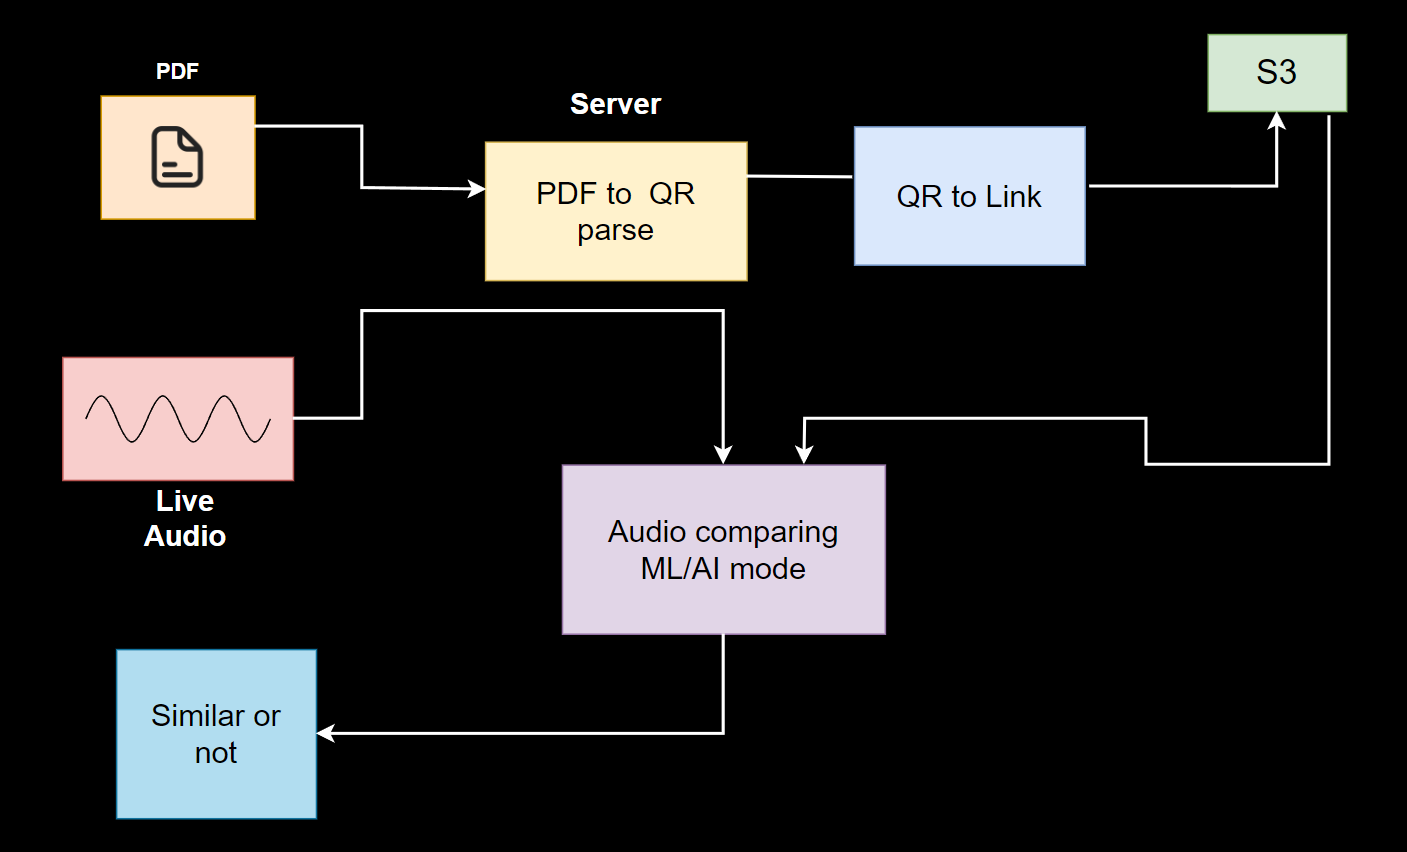 PDF
Server
S3
PDF to  QR
parse
QR to Link
Live
Audio
Audio comparing
ML/AI mode
Similar or
not